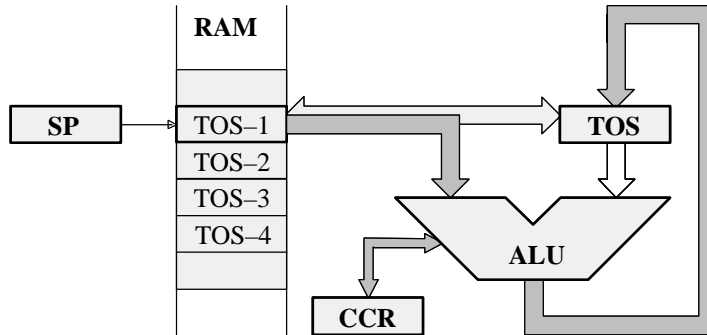 RAM
SP
TOS–1
TOS
TOS–2
TOS–3
TOS–4
ALU
CCR